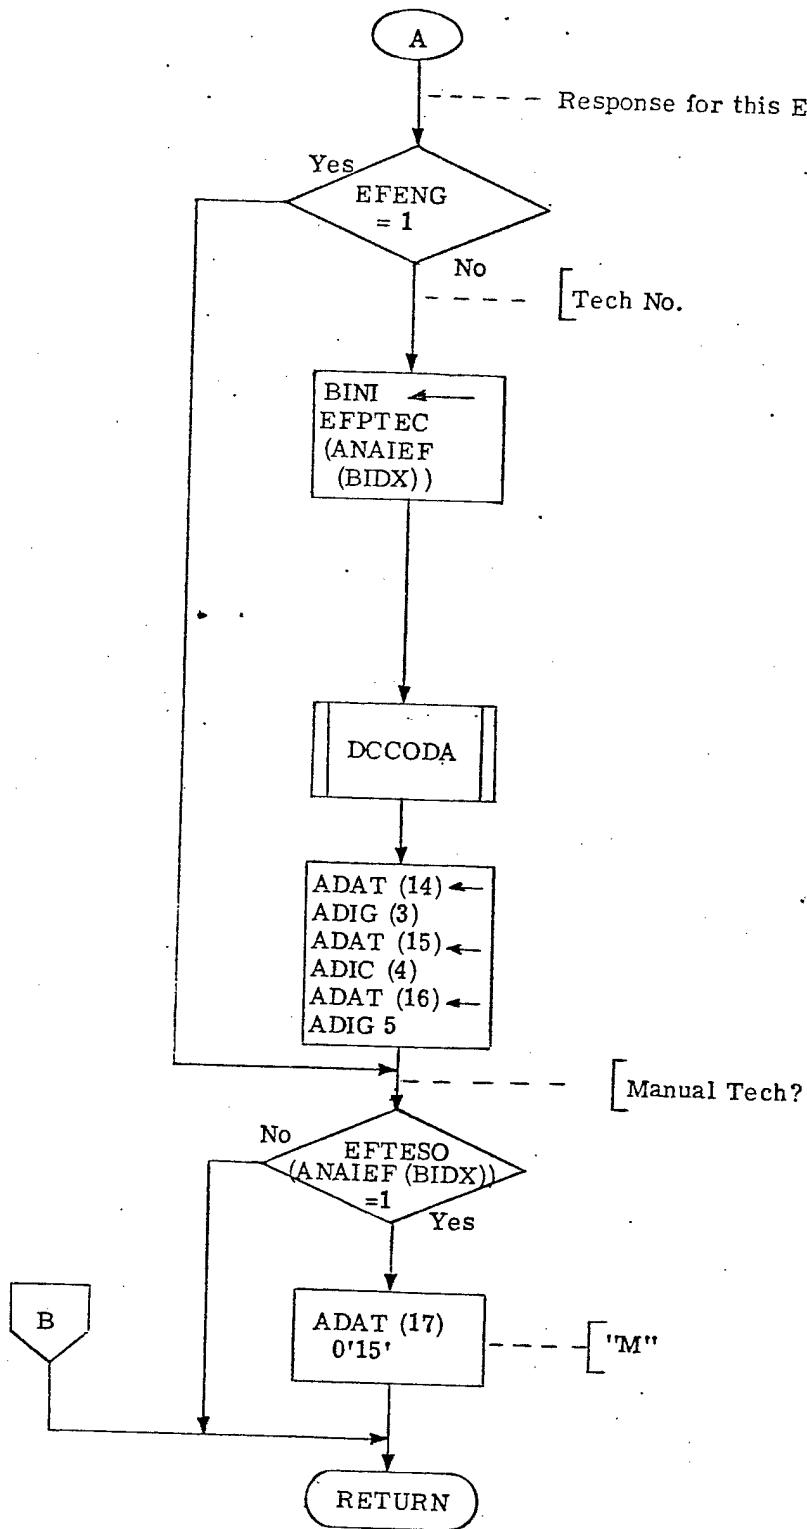 A
Response for this E
Yes
EFENG
= 1
No
Tech No.
BINI
EFPTEC
(ANAIEF
(BIDX))
DCCODA
ADAT (14)
ADIG (3)
ADAT (15)
ADIC (4)
ADAT (16)
ADIG 5
Manual Tech?
No
EFTESO
(ANAIEF (BIDX))
=1
Yes
B
ADAT (17)
0'15'
"M"
RETURN